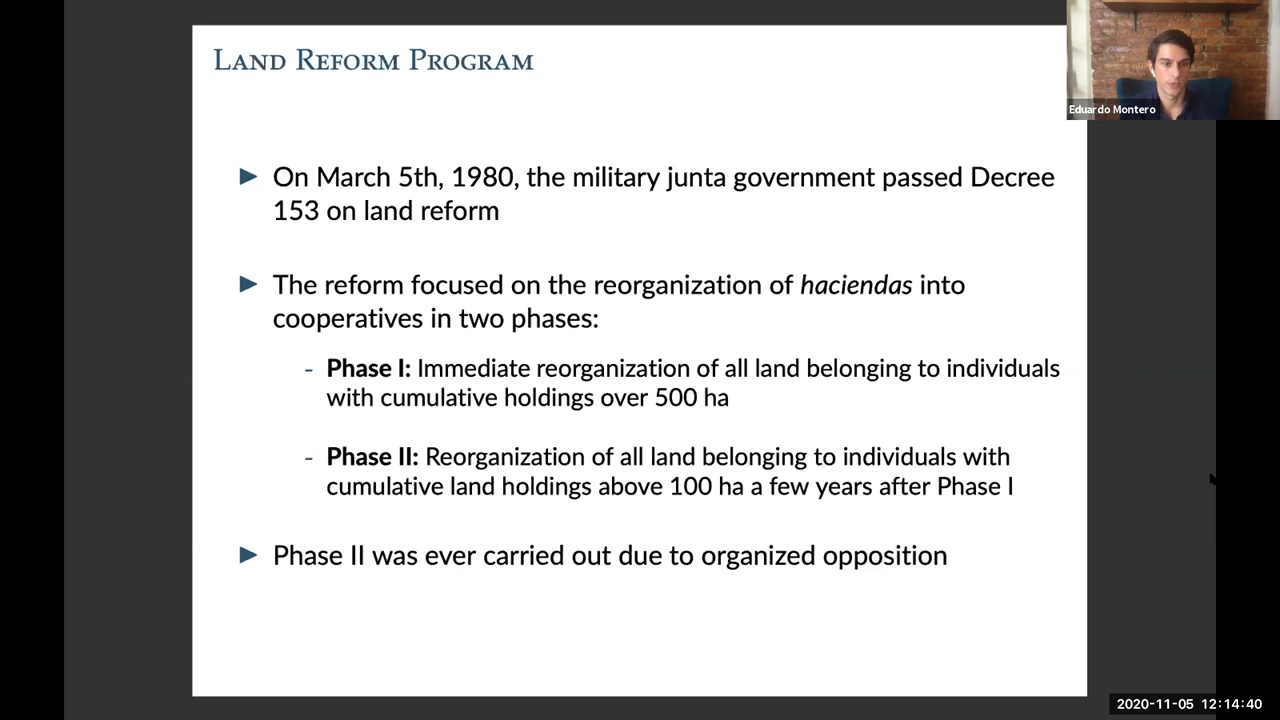 LAND REFORM PROGRAM
Eduardo Montero
On March 5th, 1980, the military junta government passed Decree
153 on land reform
The reform focused on the reorganization of haciendas into
cooperatives in two phases:
- Phase I: Immediate reorganization of all land belonging to individuals
with cumulative holdings over 500 ha
- Phase II: Reorganization of all land belonging to individuals with
cumulative land holdings above 100 ha a few years after Phase I
Phase II was ever carried out due to organized opposition
2020-11-05 12:14:40